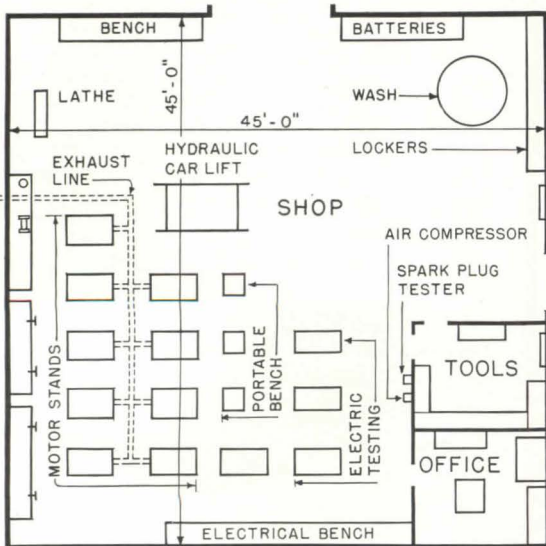 BENCH
BATTERIES
LATHE
45'-0"
WASH
45'-0"
EXHAUST
LINE
HYDRAULIC
CAR LIFT
LOCKERS
SHOP
AIR COMPRESSOR
SPARK PLUG
TESTER
TOOLS
MOTOR STANDS
PORTABLE
BENCH
ELECTRIC
TESTING
OFFICE
ELECTRICAL BENCH